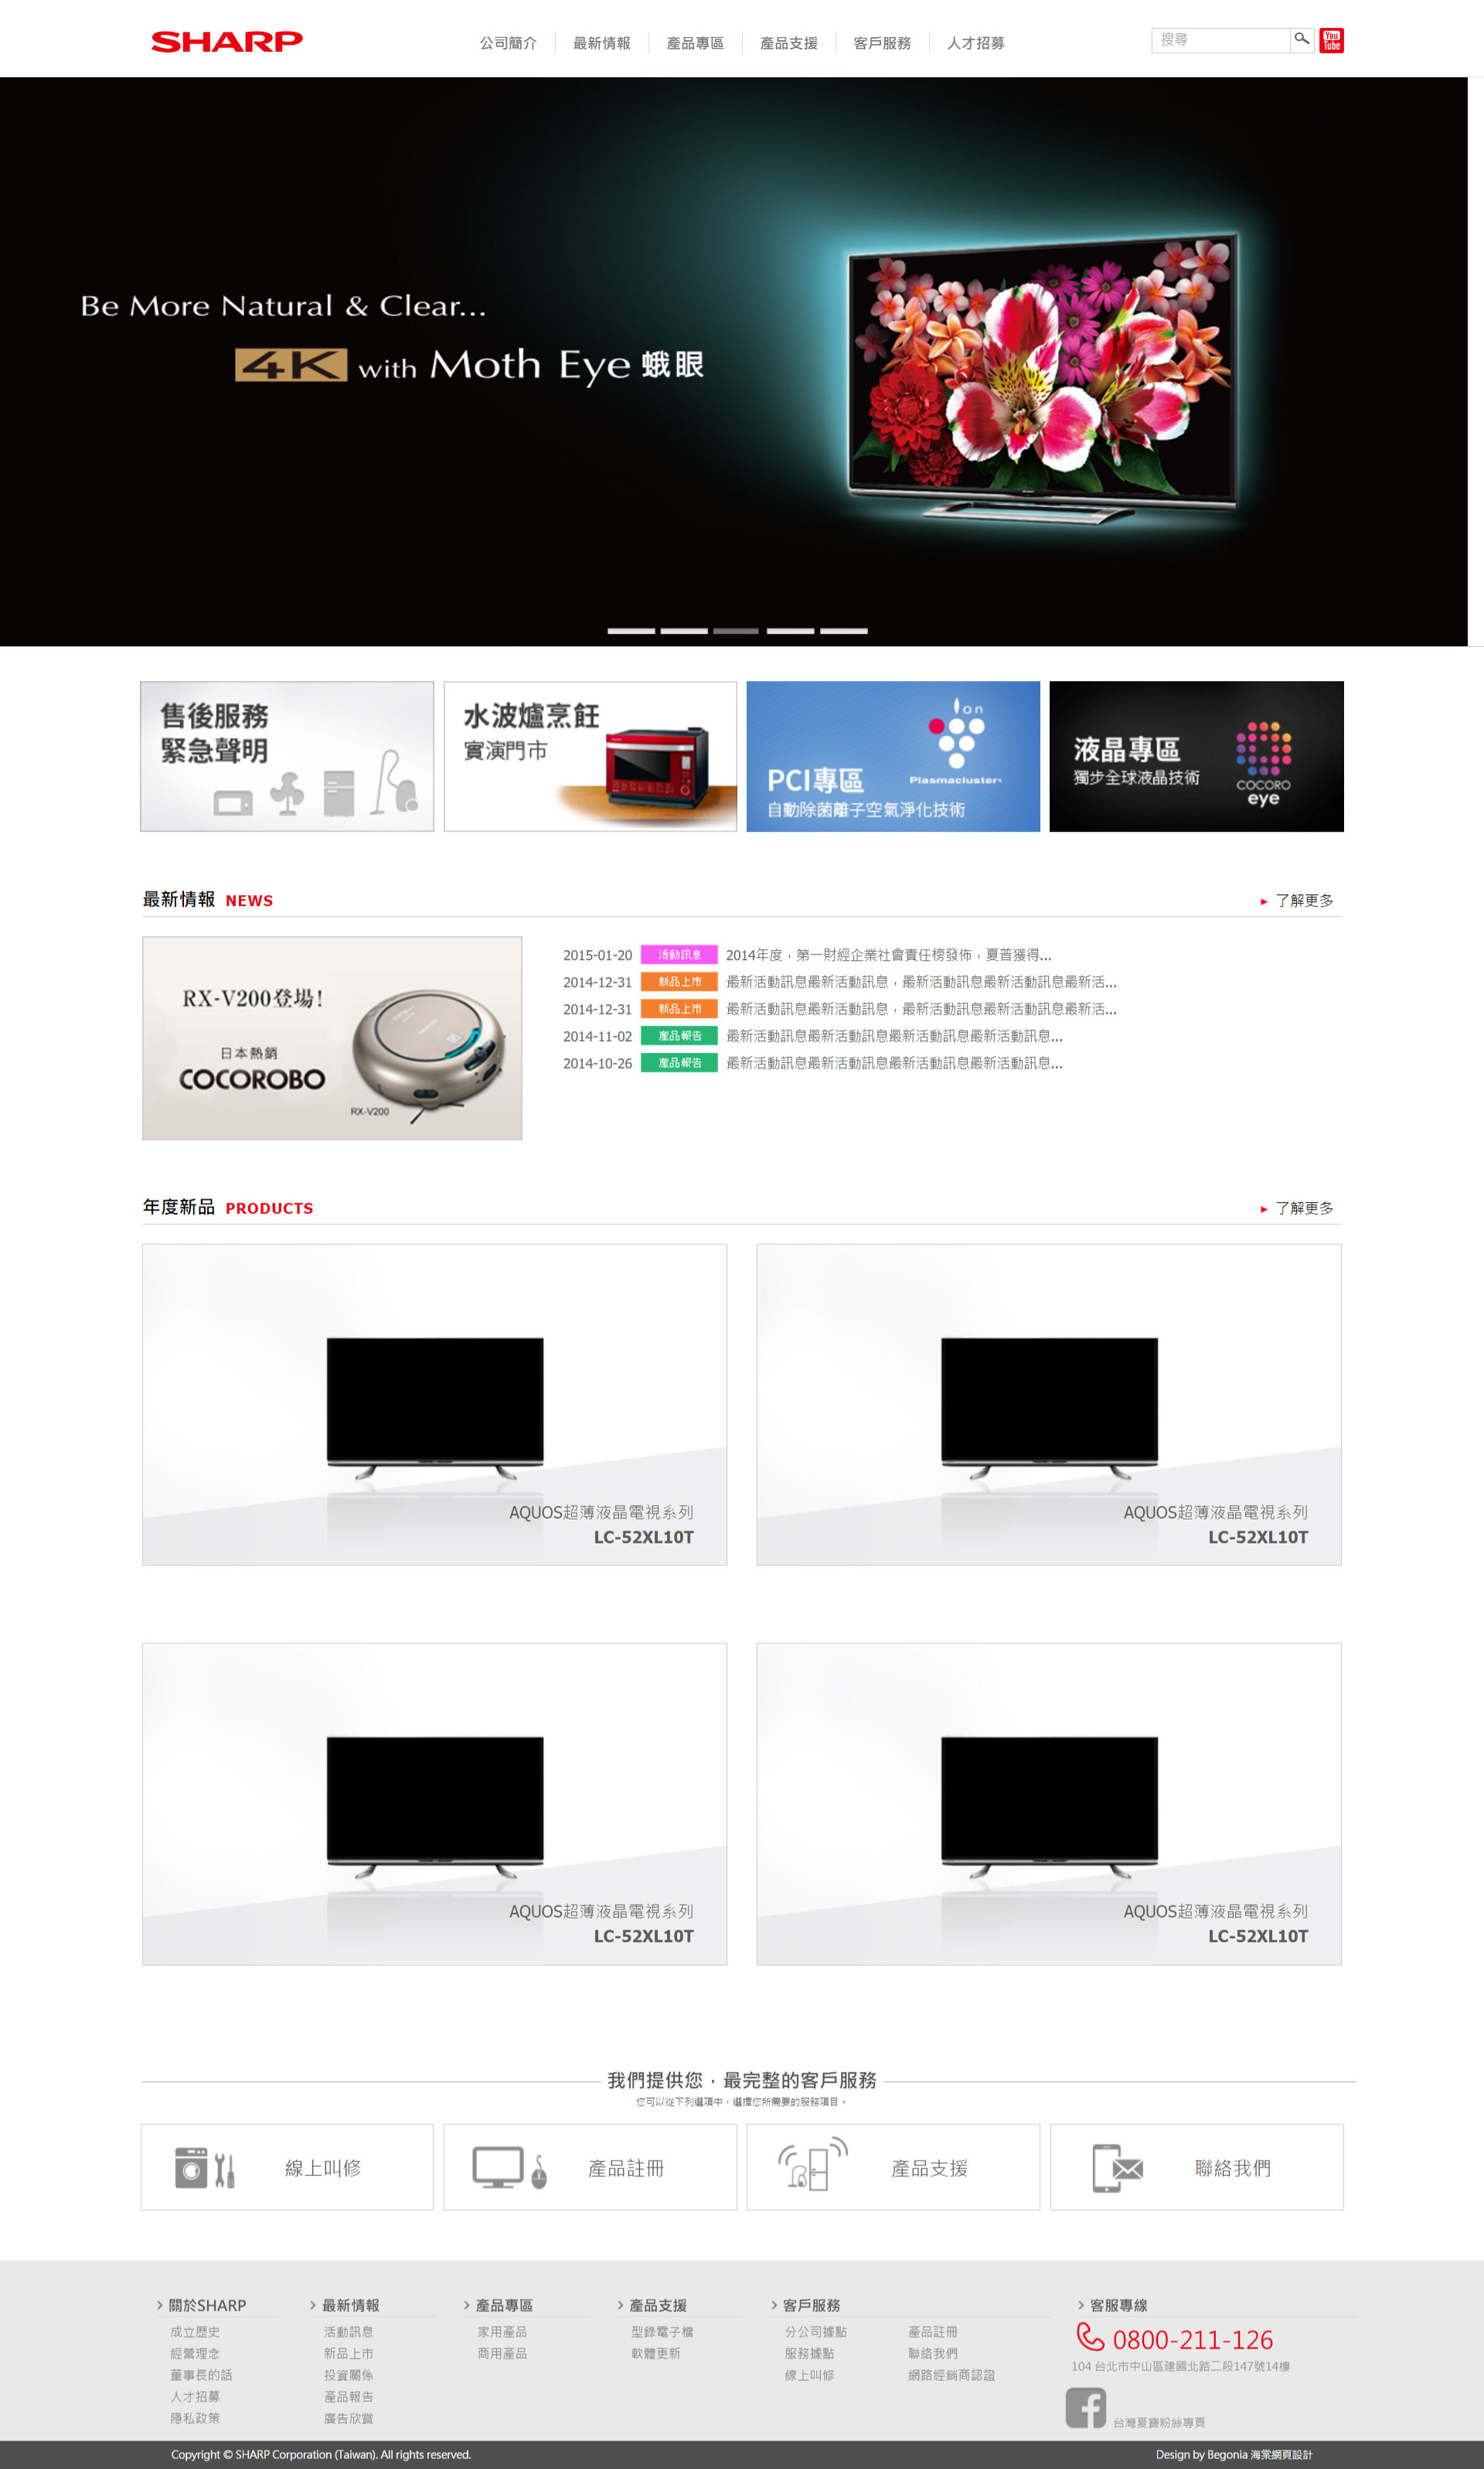 SHARP
公司簡介
最新情報
產品專區
產品支援
客戶服務
人才招募
搜尋
You Tube
Be More Natural & Clear...
4K with Moth Eye 蛾眼
售後服務
緊急聲明
水波爐烹飪
實演門市
Ion
Plasmacluster
PCI專區
自動除菌離子空氣淨化技術
液晶專區
獨步全球液晶技術
COCORO
eye
最新情報 NEWS
了解更多
RX-V200登場!
日本熱銷
COCOROBO
RX-V200
2015-01-20 活動訊息 2014年度，第一財經企業社會責任榜發佈，夏普獲得...
2014-12-31 新品上市 最新活動訊息最新活動訊息，最新活動訊息最新活動訊息最新活...
2014-12-31 新品上市 最新活動訊息最新活動訊息，最新活動訊息最新活動訊息最新活...
2014-11-02 產品報告 最新活動訊息最新活動訊息最新活動訊息最新活動訊息...
2014-10-26 產品報告 最新活動訊息最新活動訊息最新活動訊息最新活動訊息...
年度新品 PRODUCTS
了解更多
AQUOS超薄液晶電視系列
LC-52XL10T
AQUOS超薄液晶電視系列
LC-52XL10T
AQUOS超薄液晶電視系列
LC-52XL10T
AQUOS超薄液晶電視系列
LC-52XL10T
我們提供您，最完整的客戶服務
您可以從下列選項中，選擇您所需要的服務項目。
線上叫修
產品註冊
產品支援
聯絡我們
關於SHARP
成立歷史
經營理念
董事長的話
人才招募
隱私政策
最新情報
活動訊息
新品上市
投資關係
產品報告
廣告欣賞
產品專區
家用產品
商用產品
產品支援
型錄電子檔
軟體更新
客戶服務
分公司據點
服務據點
線上叫修
產品註冊
聯絡我們
網路經銷商認證
客服專線
0800-211-126
104 台北市中山區建國北路二段147號14樓
台灣夏寶粉絲專頁
Copyright © SHARP Corporation (Taiwan). All rights reserved.
Design by Begonia 海棠網頁設計